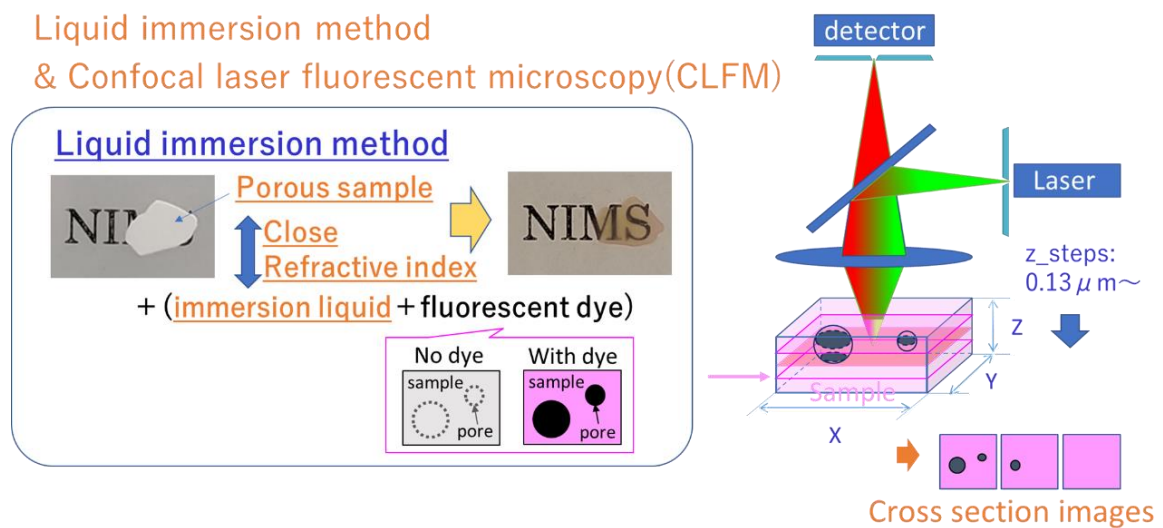 Liquid immersion method
& Confocal laser fluorescent microscopy(CLFM)
Liquid immersion method
NIMS
Porous sample
Close
Refractive index
NIMS
+ (immersion liquid + fluorescent dye)
No dye
sample
pore
With dye
sample
pore
detector
Laser
z_steps:
0.13μm～
Z
Y
Sample
X
Cross section images